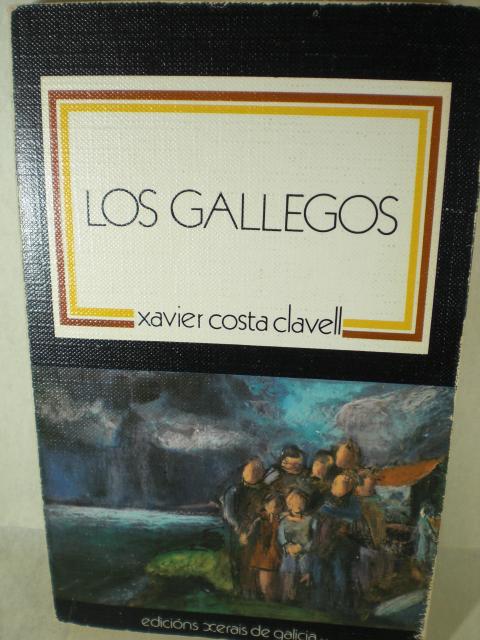 LOS GALLEGOS
xavier costa clavell
edicións xerais de galicia